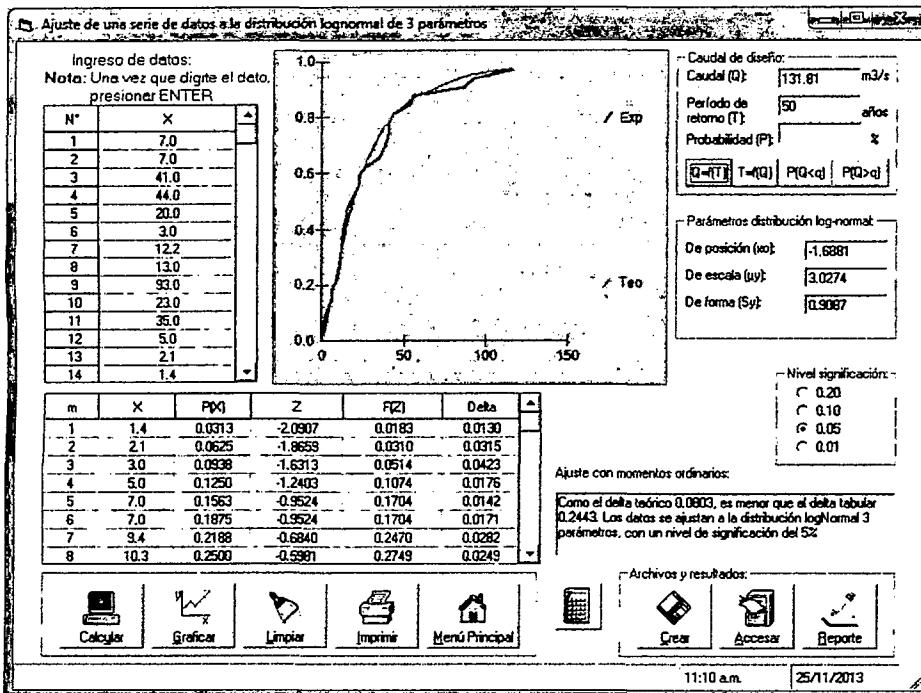 Ajuste de una serie de datos a la distribución lognormal de 3 parámetros
Ingreso de datos:
Nota: Una vez que digite el dato, presionar ENTER
N° X
1 7.0
2 7.0
3 41.0
4 44.0
5 20.0
6 3.0
7 12.2
8 13.0
9 93.0
10 23.0
11 35.0
12 5.0
13 2.1
14 1.4
1.0
0.8
0.6
0.4
0.2
0.0
0 50 100 150
Exp
Teo
Caudal de diseño:
Caudal (Q): 131.81 m3/s
Período de retorno (T): 50 años
Probabilidad (P): %
Q=f(T) T=f(Q) P(Q<q) P(Q>q)
Parámetros distribución log-normal:
De posición (xo): -1.6881
De escala (µy): 3.0274
De forma (Sy): 0.9087
Nivel significación:
0.20
0.10
0.05
0.01
m X P(X) Z F(Z) Delta
1 1.4 0.0313 -2.0907 0.0183 0.0130
2 2.1 0.0625 -1.8659 0.0310 0.0315
3 3.0 0.0938 -1.6313 0.0514 0.0423
4 5.0 0.1250 -1.2403 0.1074 0.0176
5 7.0 0.1563 -0.9524 0.1704 0.0142
6 7.0 0.1875 -0.9524 0.1704 0.0171
7 9.4 0.2188 -0.6840 0.2470 0.0282
8 10.3 0.2500 -0.5981 0.2749 0.0249
Ajuste con momentos ordinarios:
Como el delta teórico 0.0803, es menor que el delta tabular
0.2443. Los datos se ajustan a la distribución logNormal 3
parámetros, con un nivel de significación del 5%
Calcular Graficar Limpiar Imprimir Menú Principal
Archivos y resultados:
Crear Accesar Reporte
11:10 a.m. 25/11/2013